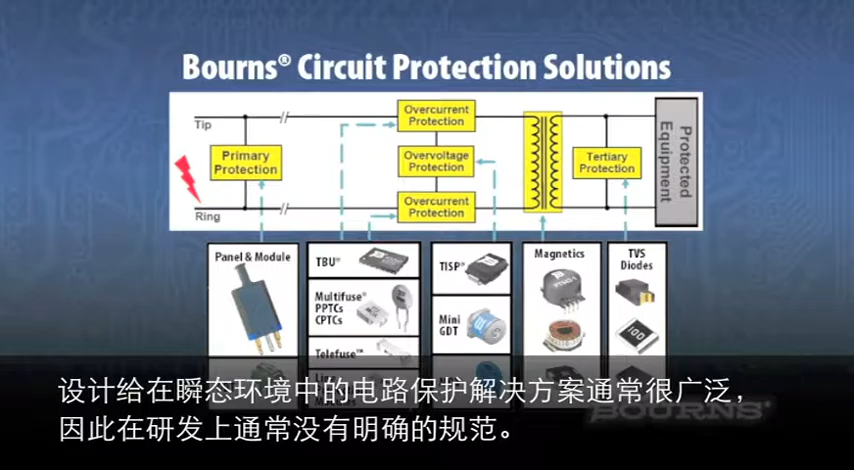 Bourns® Circuit Protection Solutions
Tip
Primary
Protection
Ring
Overcurrent
Protection
Overvoltage
Protection
Overcurrent
Protection
Tertiary
Protection
Protected
Equipment
Panel & Module
TBU®
Multifuse®
PPTCs
CPTCs
Telefuse™
TISP®
Mini
GDT
Magnetics
TVS
Diodes
100
设计给在瞬态环境中的电路保护解决方案通常很广泛，
因此在研发上通常没有明确的规范。
BOURNS®